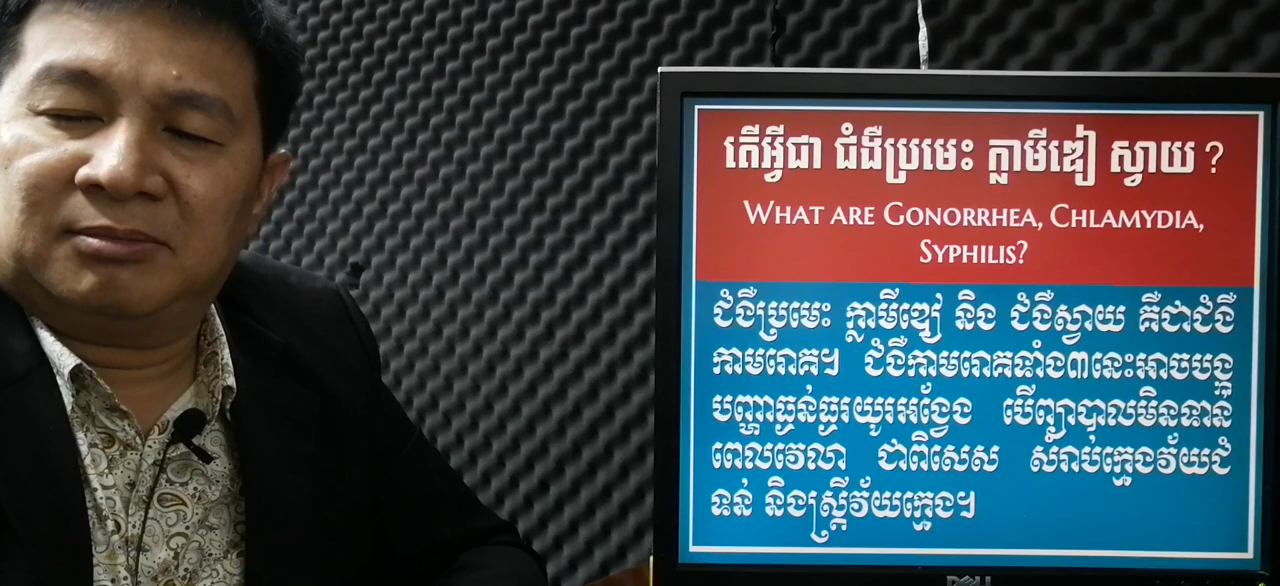 តើអ្វីជា ជំងឺប្រមេះ ក្លាមីឌៀ ស្វាយ ?
WHAT ARE GONORRHEA, CHLAMYDIA,
SYPHILIS?
ជំងឺប្រមេះ ក្លាមីឌៀ និង ជំងឺស្វាយ គឺជាជំងឺ
កាមរោគ។ ជំងឺកាមរោគទាំង៣នេះអាចបង្ក
បញ្ហាធ្ងន់ធ្ងរយូរអង្វែង បើព្យាបាលមិនទាន់
ពេលវេលា ជាពិសេស សំរាប់ក្មេងវ័យជំ
ទង់ និងស្ត្រីវ័យក្មេង។
DELL